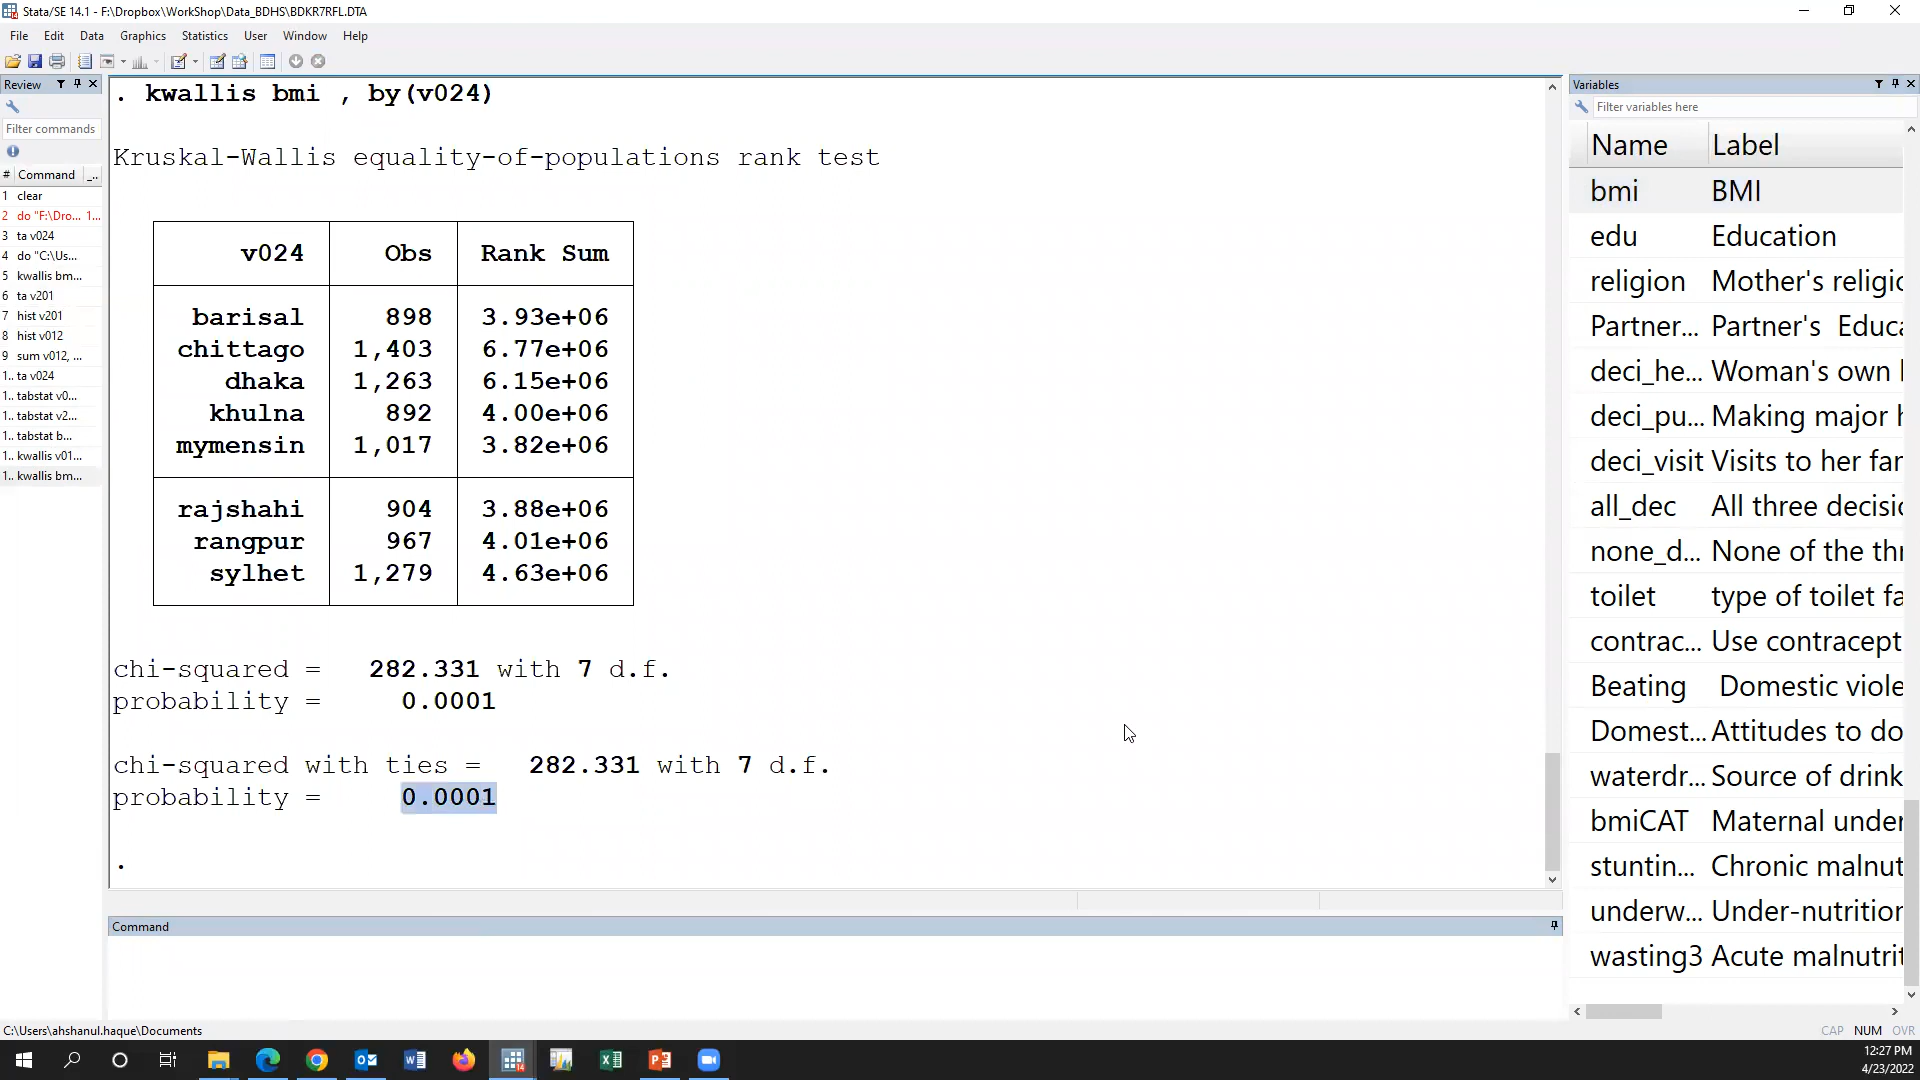 Stata/SE 14.1 - F:\Dropbox\WorkShop\Data_BDHS\BDKR7RFL.DTA
File Edit Data Graphics Statistics User Window Help
Review
Filter commands
# Command _..
1 clear
2 do "F:\Dro... 1...
3 ta v024
4 do "C:\Us...
5 kwallis bm...
6 ta v201
7 hist v201
8 hist v012
9 sum v012, ...
1.. ta v024
1.. tabstat v0...
1.. tabstat v2...
1.. tabstat b...
1.. kwallis v01...
1.. kwallis bm...
. kwallis bmi , by(v024)
Kruskal-Wallis equality-of-populations rank test
v024 Obs Rank Sum
barisal 898 3.93e+06
chittago 1,403 6.77e+06
dhaka 1,263 6.15e+06
khulna 892 4.00e+06
mymensin 1,017 3.82e+06
rajshahi 904 3.88e+06
rangpur 967 4.01e+06
sylhet 1,279 4.63e+06
chi-squared = 282.331 with 7 d.f.
probability = 0.0001
chi-squared with ties = 282.331 with 7 d.f.
probability = 0.0001
.
Command
Variables
Filter variables here
Name Label
bmi BMI
edu Education
religion Mother's religio
Partner... Partner's Educa
deci_he... Woman's own h
deci_pu... Making major h
deci_visit Visits to her fam
all_dec All three decisio
none_d... None of the thr
toilet type of toilet fa
contrac... Use contracept
Beating Domestic viole
Domest... Attitudes to do
waterdr... Source of drink
bmiCAT Maternal under
stuntin... Chronic malnut
underw... Under-nutrition
wasting3 Acute malnutrit
C:\Users\ahshanul.haque\Documents
CAP NUM OVR
12:27 PM
4/23/2022